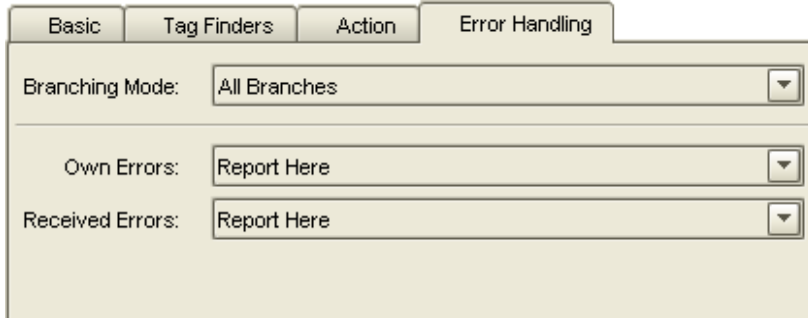 Basic Tag Finders Action Error Handling
Branching Mode: All Branches
Own Errors: Report Here
Received Errors: Report Here